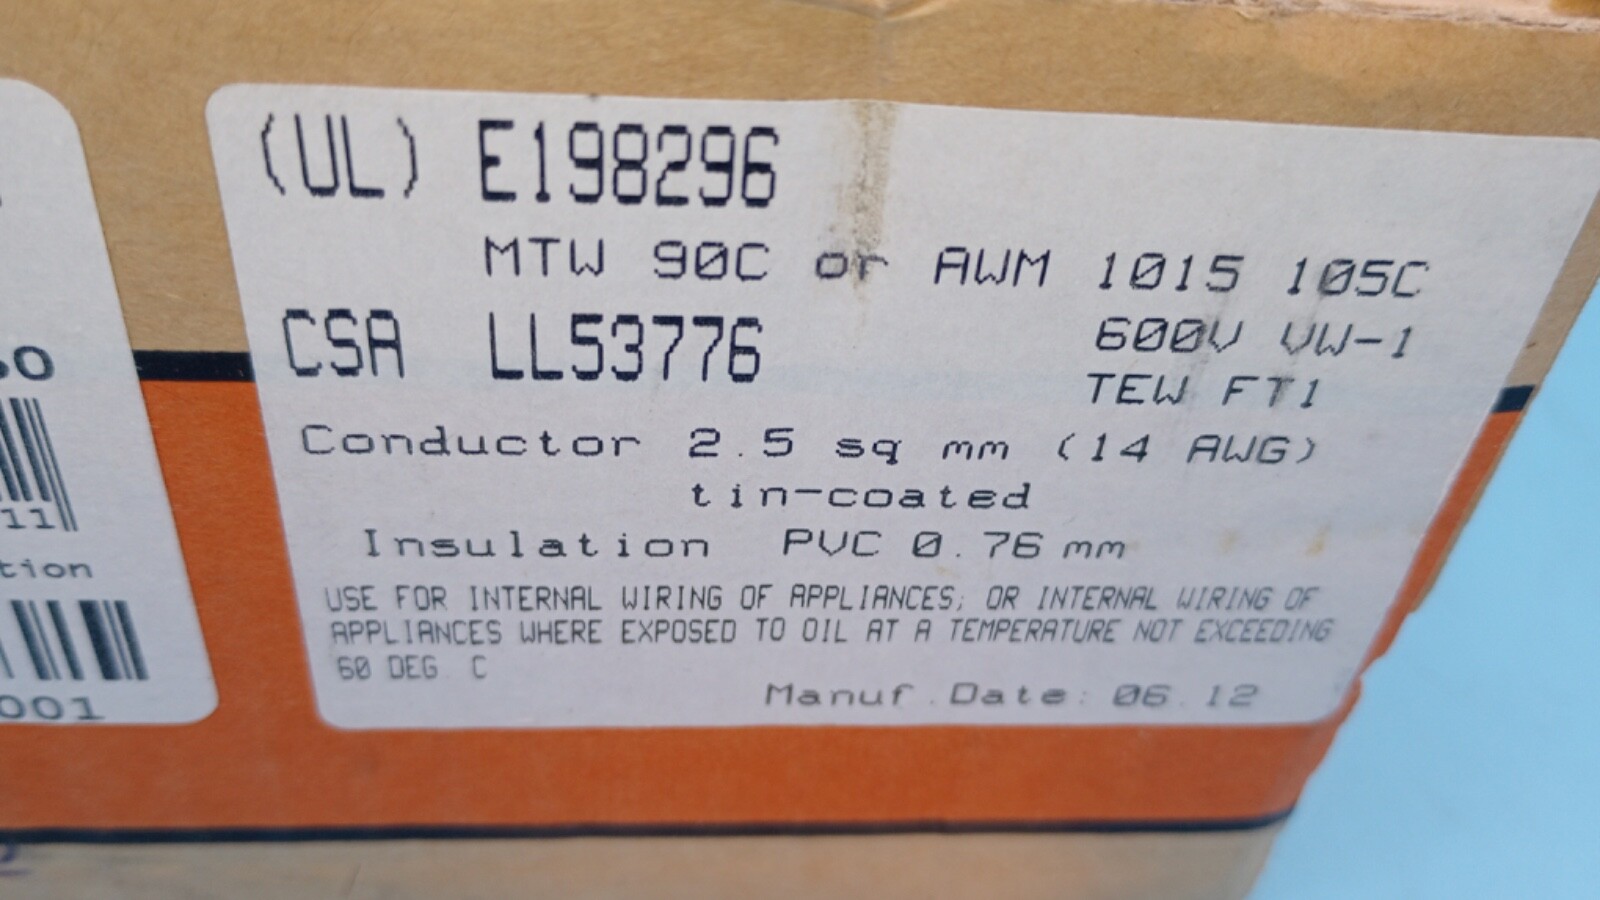 (UL) E198296
MTW 90C or AWM 1015 105C
CSA LL53776
600V VW-1
TEW FT1
Conductor 2.5 sq mm (14 AWG)
tin-coated
Insulation PVC 0.76 mm
USE FOR INTERNAL WIRING OF APPLIANCES; OR INTERNAL WIRING OF
APPLIANCES WHERE EXPOSED TO OIL AT A TEMPERATURE NOT EXCEEDING
60 DEG C
Manuf.Date: 06.12
11
tion
001